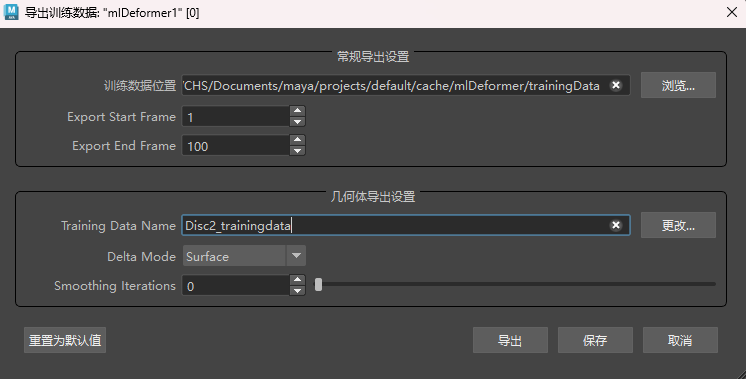 导出训练数据: "mlDeformer1" [0]
常规导出设置
训练数据位置 /CHS/Documents/maya/projects/default/cache/mlDeformer/trainingData 浏览...
Export Start Frame 1
Export End Frame 100
几何体导出设置
Training Data Name Disc2_trainingdata 更改...
Delta Mode Surface
Smoothing Iterations 0
重置为默认值 导出 保存 取消